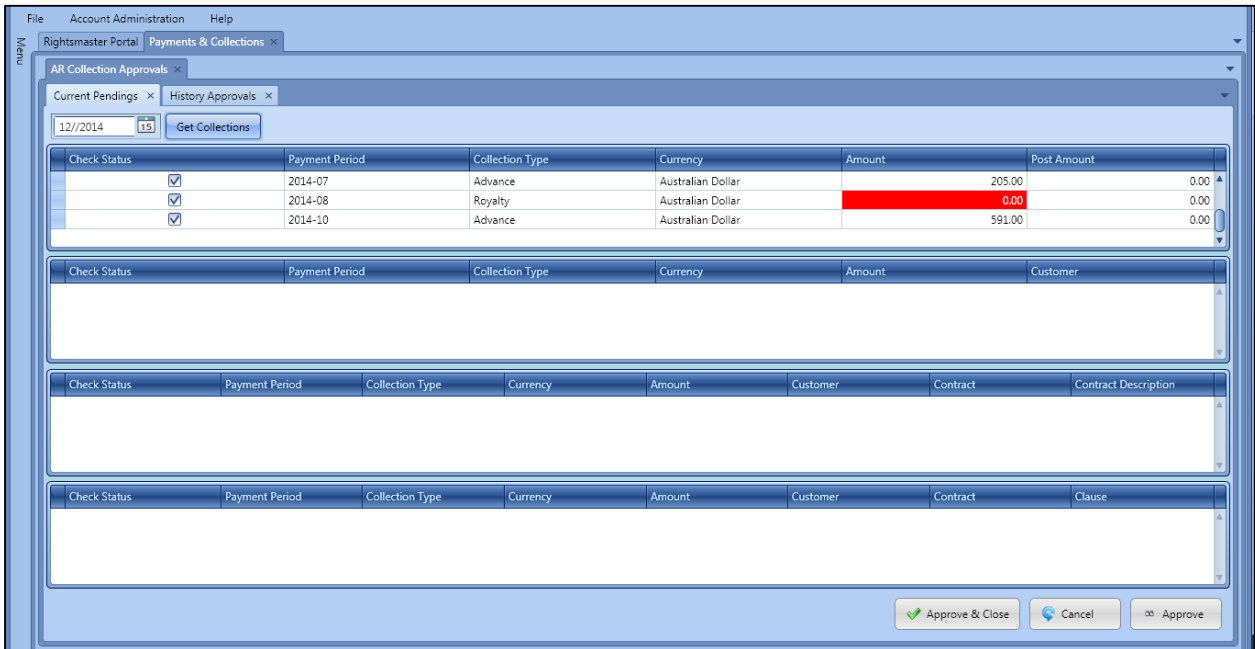 File Account Administration Help
Menu
Rightsmaster Portal Payments & Collections ×
AR Collection Approvals ×
Current Pendings × History Approvals ×
12//2014 15 Get Collections
Check Status Payment Period Collection Type Currency Amount Post Amount
2014-07 Advance Australian Dollar 205.00 0.00
2014-08 Royalty Australian Dollar 0.00 0.00
2014-10 Advance Australian Dollar 591.00 0.00
Check Status Payment Period Collection Type Currency Amount Customer
Check Status Payment Period Collection Type Currency Amount Customer Contract Contract Description
Check Status Payment Period Collection Type Currency Amount Customer Contract Clause
Approve & Close Cancel Approve